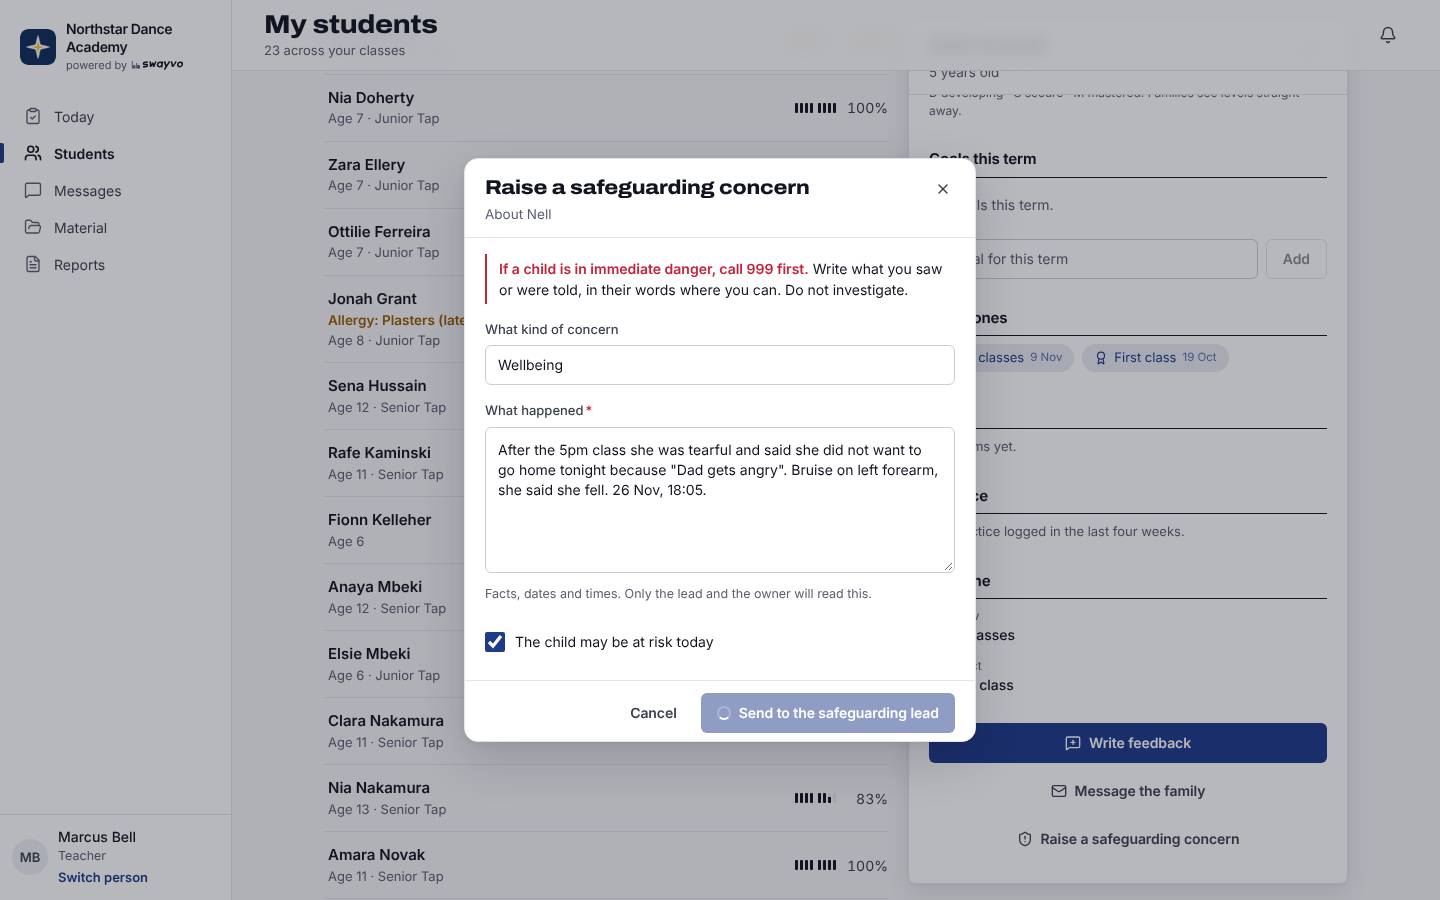 Northstar Dance
Academy
powered by swayvo
Today
Students
Messages
Material
Reports
Marcus Bell
MB
Teacher
Switch person
My students
23 across your classes
Nia Doherty
Age 7 · Junior Tap
100%
Zara Ellery
Age 7 · Junior Tap
Ottilie Ferreira
Age 7 · Junior Tap
Jonah Grant
Allergy: Plasters (late
Age 8 · Junior Tap
Sena Hussain
Age 12 · Senior Tap
Rafe Kaminski
Age 11 · Senior Tap
Fionn Kelleher
Age 6
Anaya Mbeki
Age 12 · Senior Tap
Elsie Mbeki
Age 6 · Junior Tap
Clara Nakamura
Age 11 · Senior Tap
Nia Nakamura
Age 13 · Senior Tap
83%
Amara Novak
Age 11 · Senior Tap
100%
Raise a safeguarding concern
About Nell
If a child is in immediate danger, call 999 first. Write what you saw
or were told, in their words where you can. Do not investigate.
What kind of concern
Wellbeing
What happened *
After the 5pm class she was tearful and said she did not want to
go home tonight because "Dad gets angry". Bruise on left forearm,
she said she fell. 26 Nov, 18:05.
Facts, dates and times. Only the lead and the owner will read this.
The child may be at risk today
Cancel
Send to the safeguarding lead
5 years old
away.
Goals this term
ls this term.
al for this term
Add
ones
classes 9 Nov
First class 19 Oct
ms yet.
ce
ctice logged in the last four weeks.
me
asses
ct
class
Write feedback
Message the family
Raise a safeguarding concern